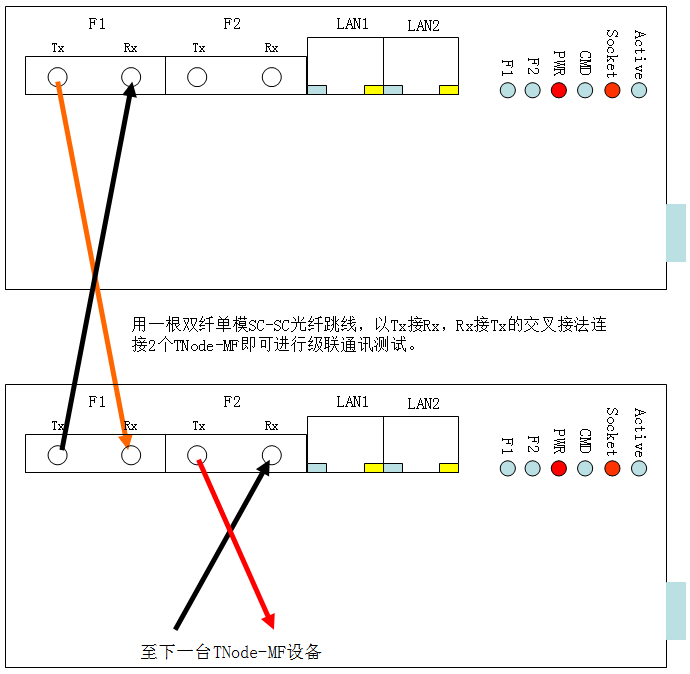 F1 F2 LAN1 LAN2
Tx Rx Tx Rx
F1 F2 PWR CMD Socket Active
用一根双纤单模SC-SC光纤跳线，以Tx接Rx，Rx接Tx的交叉接法连
接2个TNode-MF即可进行级联通讯测试。
F1 F2 LAN1 LAN2
Tx Rx Tx Rx
F1 F2 PWR CMD Socket Active
至下一台TNode-MF设备